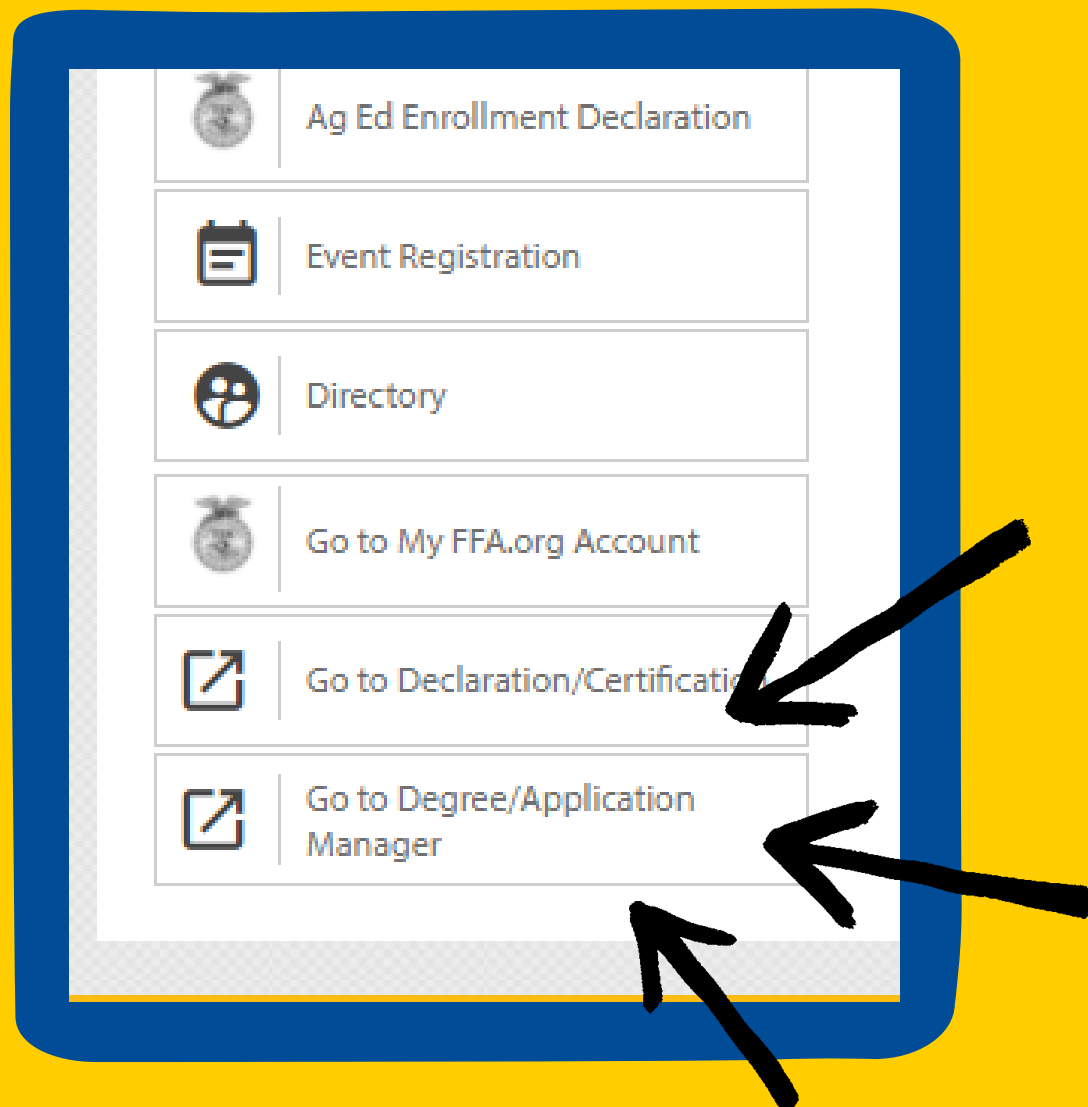 Ag Ed Enrollment Declaration
Event Registration
Directory
Go to My FFA.org Account
Go to Declaration/Certification
Go to Degree/Application
Manager